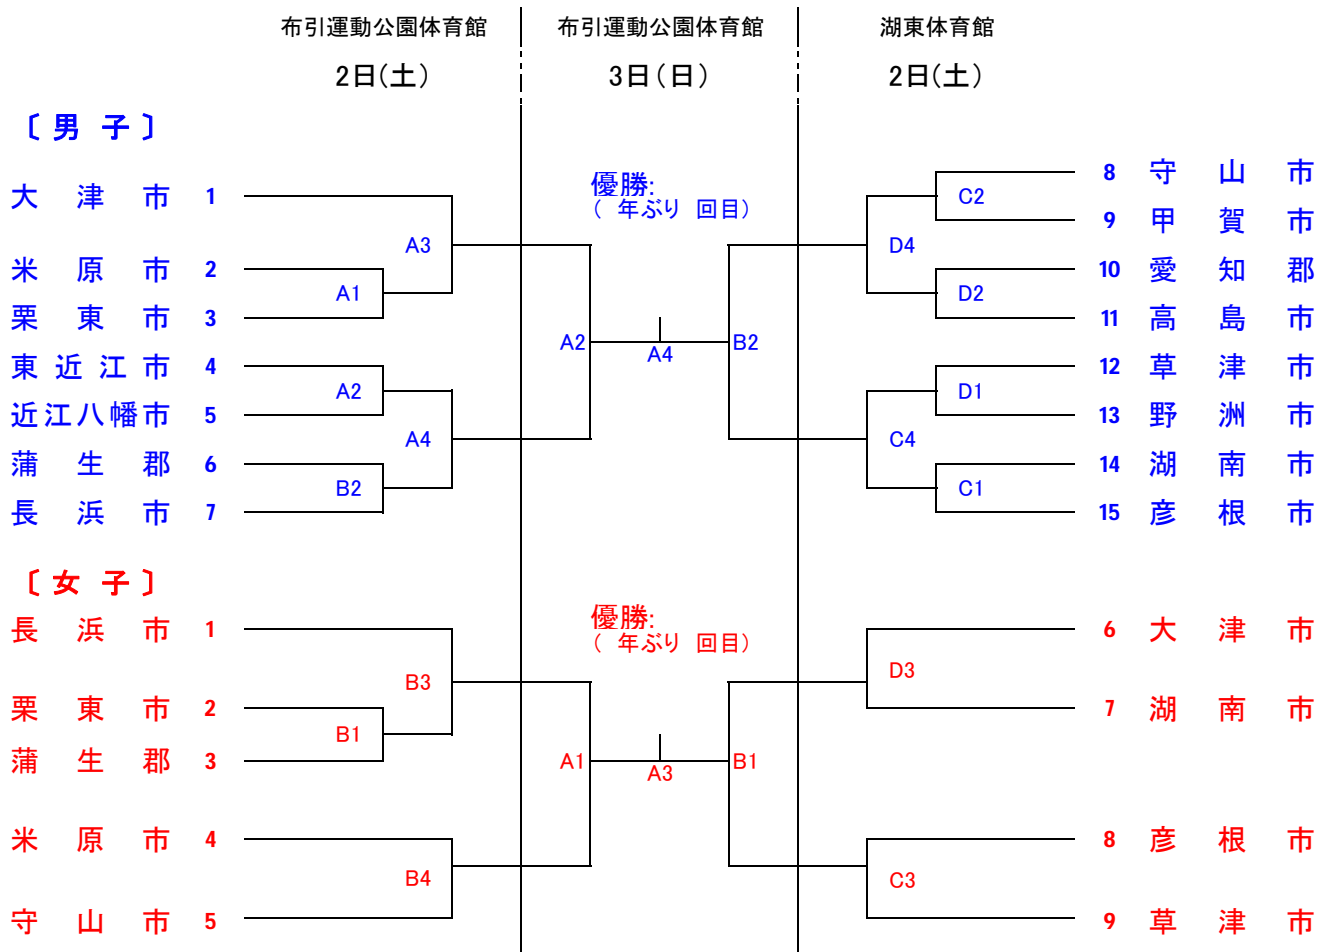 布引運動公園体育館 布引運動公園体育館 湖東体育館
2日(土) 3日(日) 2日(土)
〔 男 子 〕
優勝:
( 年ぶり 回目)
大津市 1
米原市 2
栗東市 3
東近江市 4
近江八幡市 5
蒲生郡 6
長浜市 7
A3
A1
A2
A4
B2
A2
A4
B2
C2
D4
D2
D1
C4
C1
8 守山市
9 甲賀市
10 愛知郡
11 高島市
12 草津市
13 野洲市
14 湖南市
15 彦根市
〔 女 子 〕
優勝:
( 年ぶり 回目)
長浜市 1
栗東市 2
蒲生郡 3
米原市 4
守山市 5
B3
B1
B4
A1
A3
B1
D3
C3
6 大津市
7 湖南市
8 彦根市
9 草津市